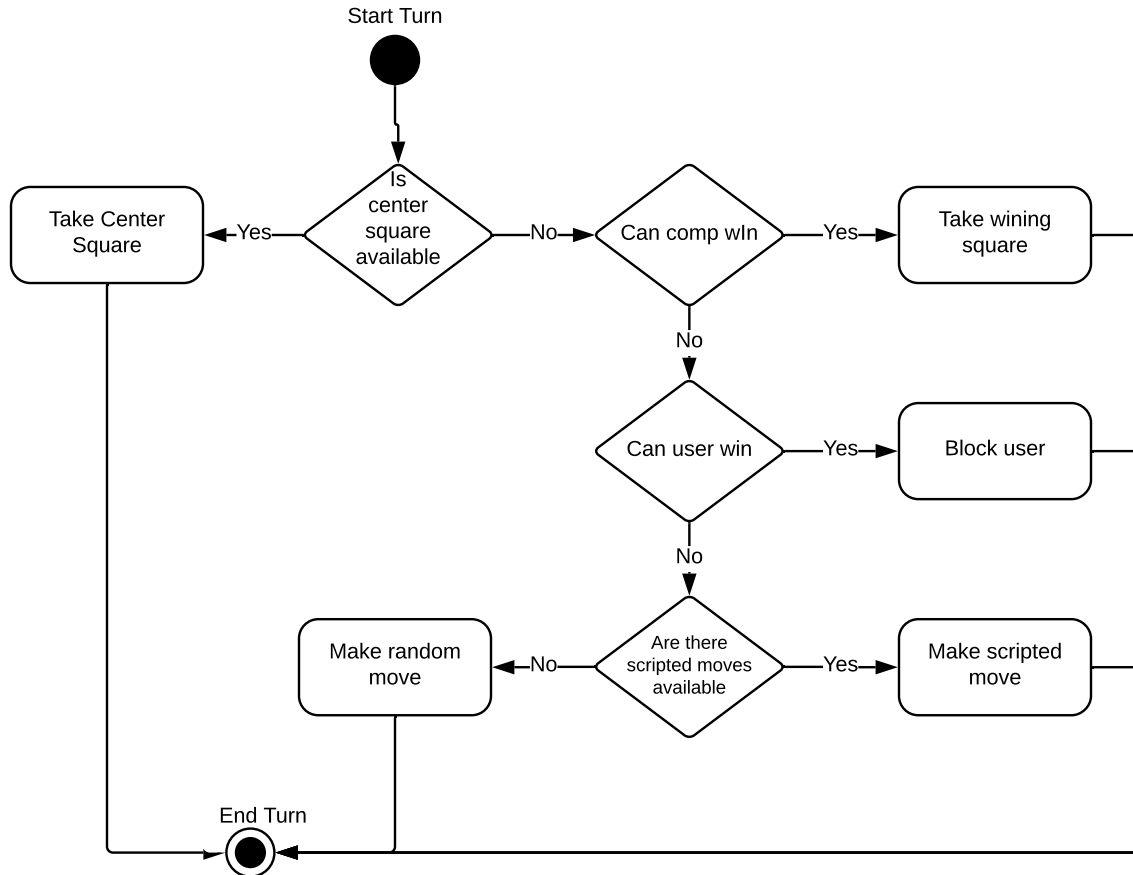 Start Turn
Is
center
square
available
Yes
Take Center
Square
No
Can comp wIn
Yes
Take wining
square
No
Can user win
Yes
Block user
No
Are there
scripted moves
available
Yes
Make scripted
move
No
Make random
move
End Turn